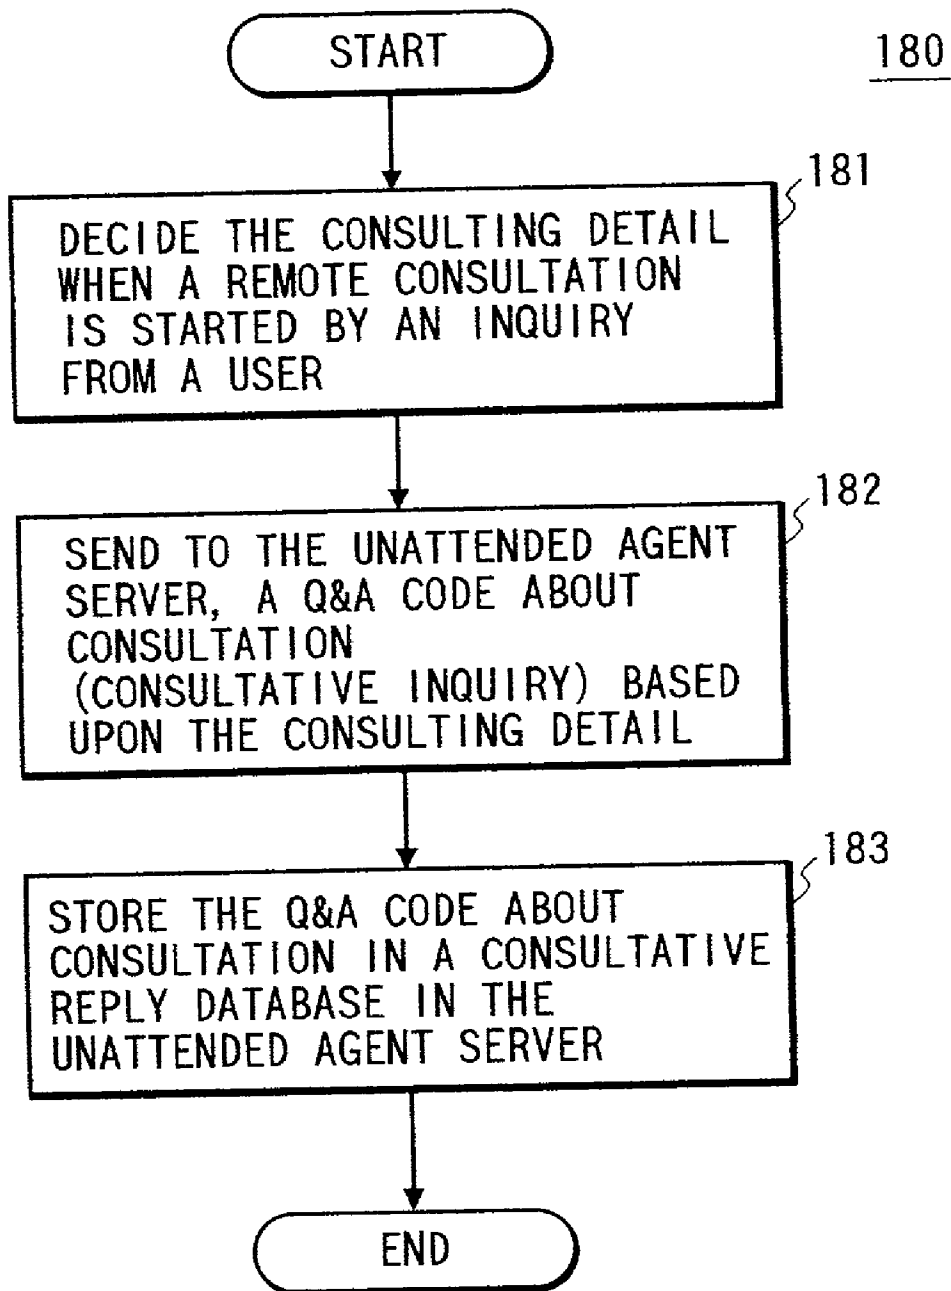 START
180
181
DECIDE THE CONSULTING DETAIL
WHEN A REMOTE CONSULTATION
IS STARTED BY AN INQUIRY
FROM A USER
182
SEND TO THE UNATTENDED AGENT
SERVER, A Q&A CODE ABOUT
CONSULTATION
(CONSULTATIVE INQUIRY) BASED
UPON THE CONSULTING DETAIL
183
STORE THE Q&A CODE ABOUT
CONSULTATION IN A CONSULTATIVE
REPLY DATABASE IN THE
UNATTENDED AGENT SERVER
END